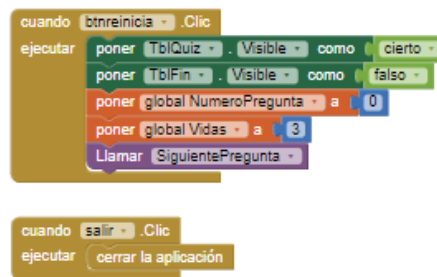 cuando btnreinicia .Clic
ejecutar poner TblQuiz . Visible como cierto
poner TblFin . Visible como falso
poner global NumeroPregunta a 0
poner global Vidas a 3
Llamar SiguientePregunta
cuando salir .Clic
ejecutar cerrar la aplicación